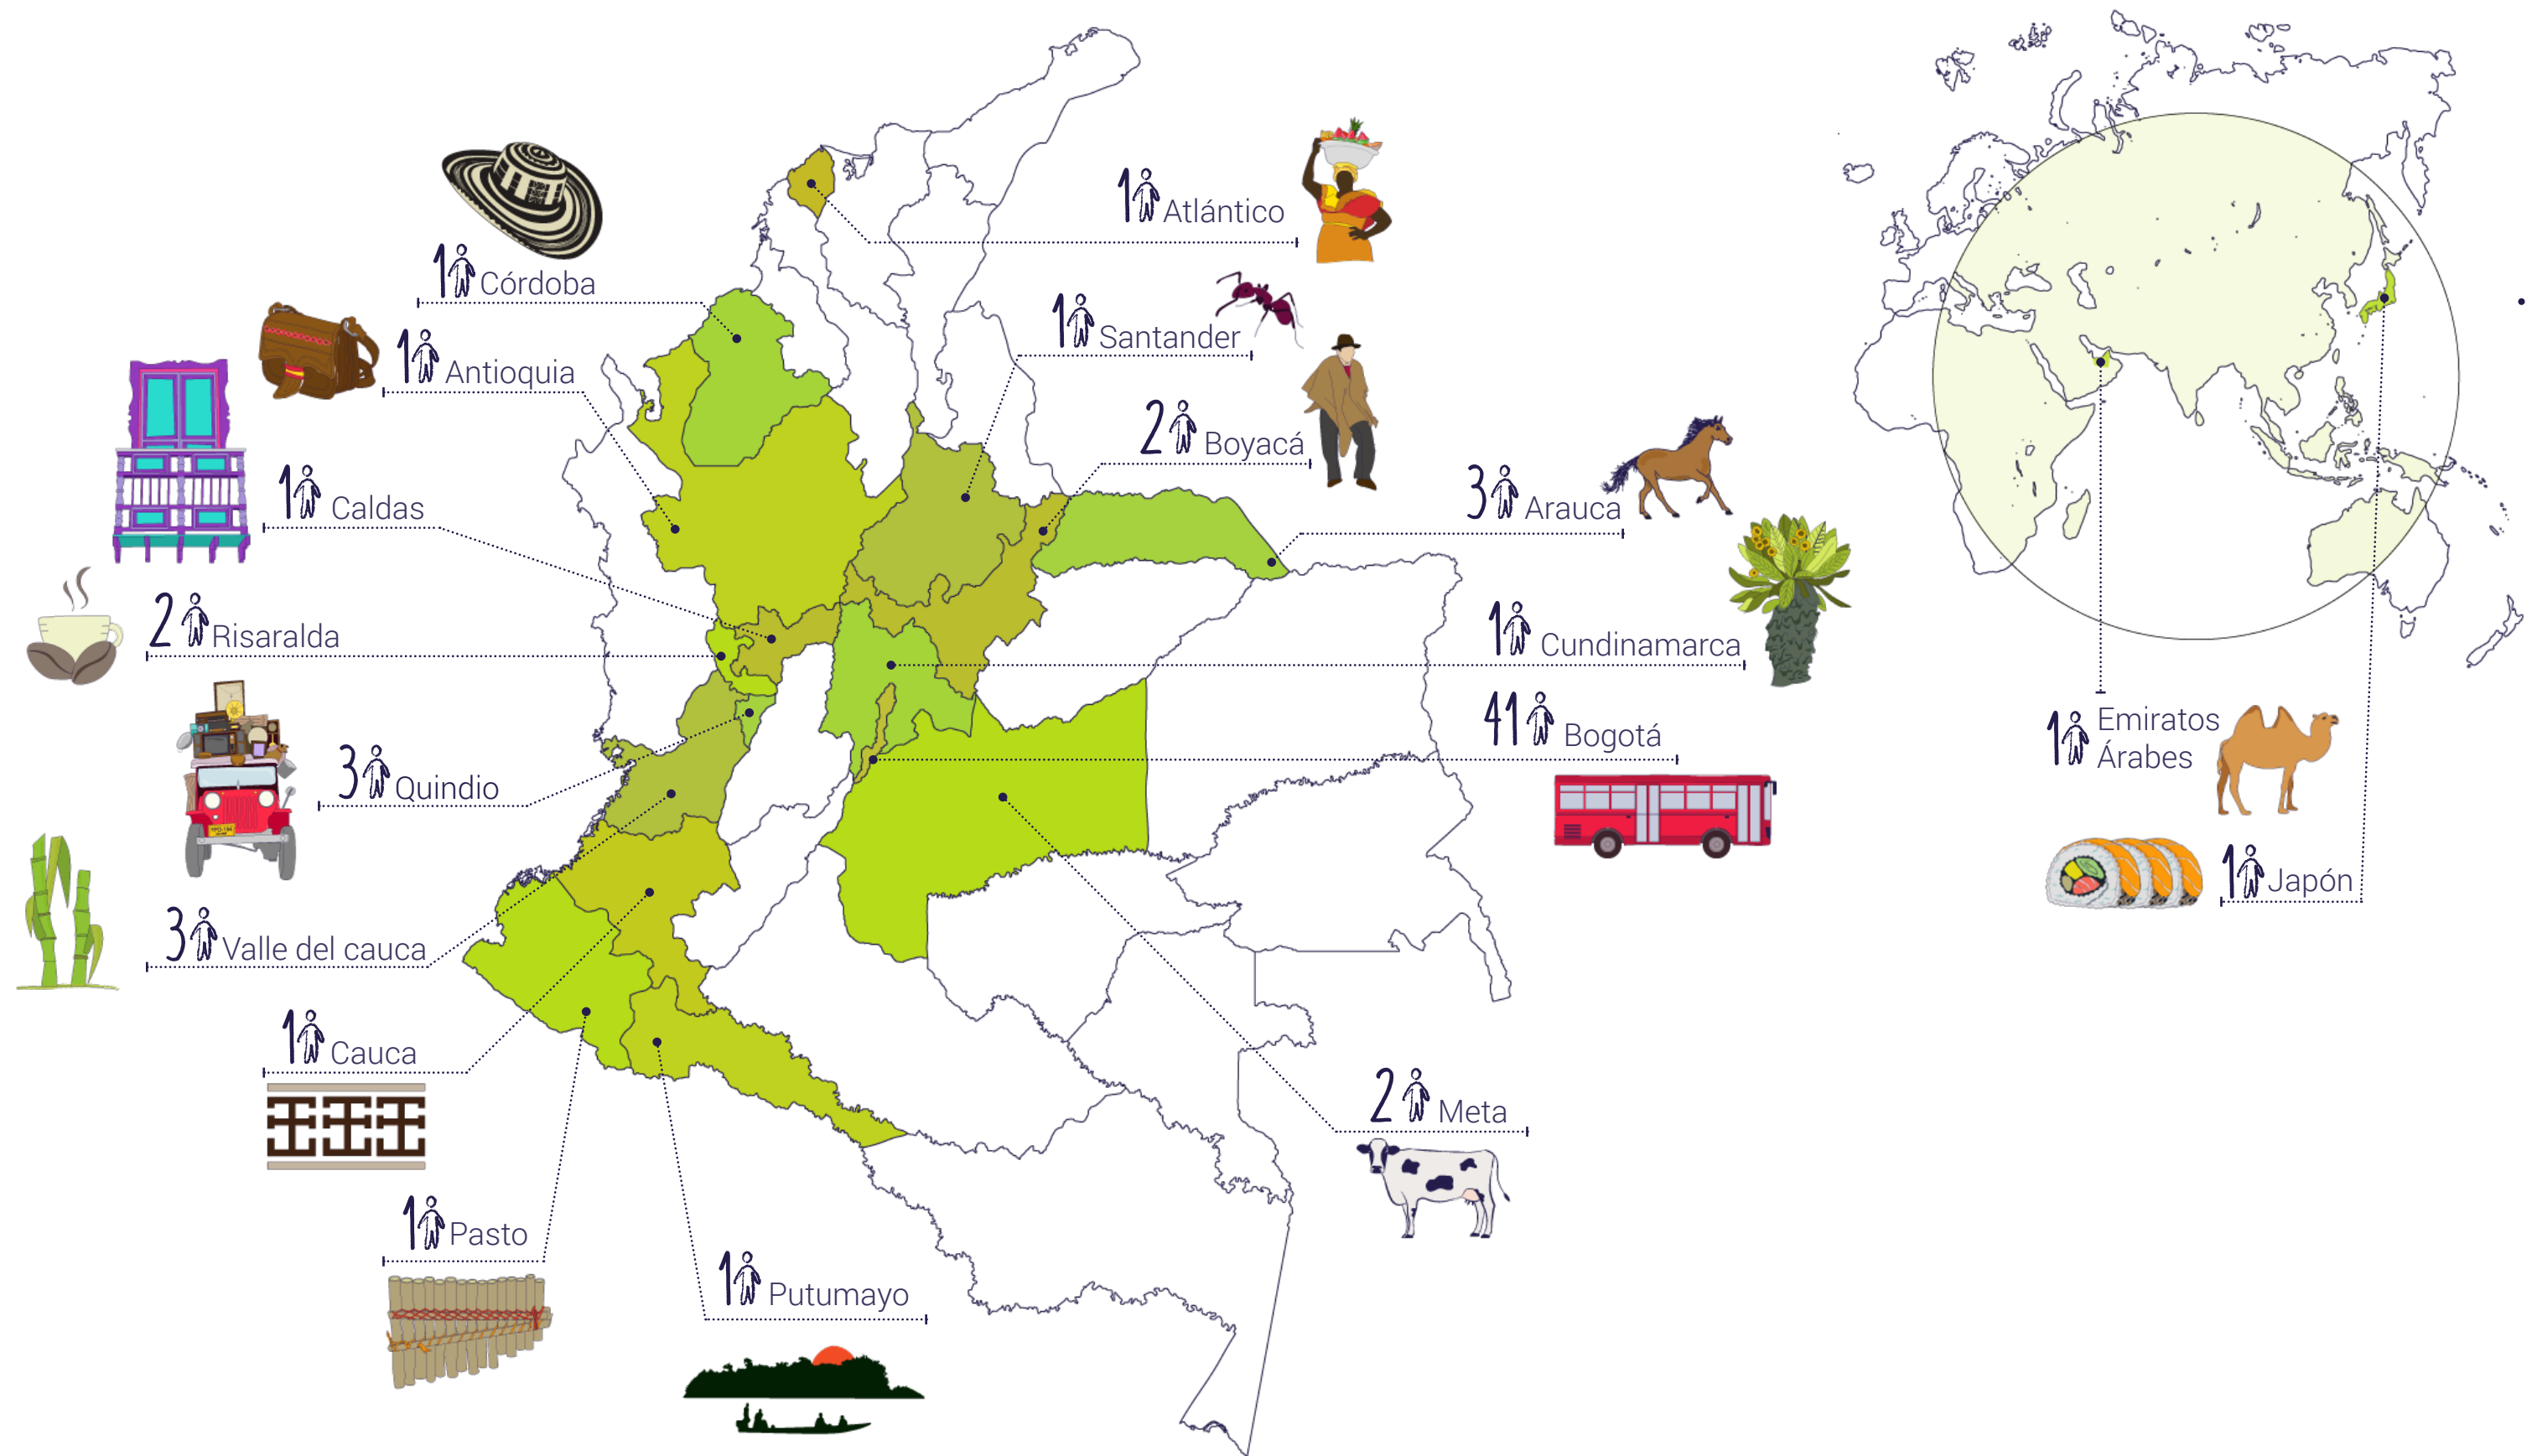 1 Atlántico
1 Córdoba
1 Santander
1 Antioquia
2 Boyacá
1 Caldas
3 Arauca
2 Risaralda
1 Cundinamarca
41 Bogotá
3 Quindio
3 Valle del cauca
1 Cauca
2 Meta
1 Pasto
1 Putumayo
1 Emiratos
Árabes
1 Japón